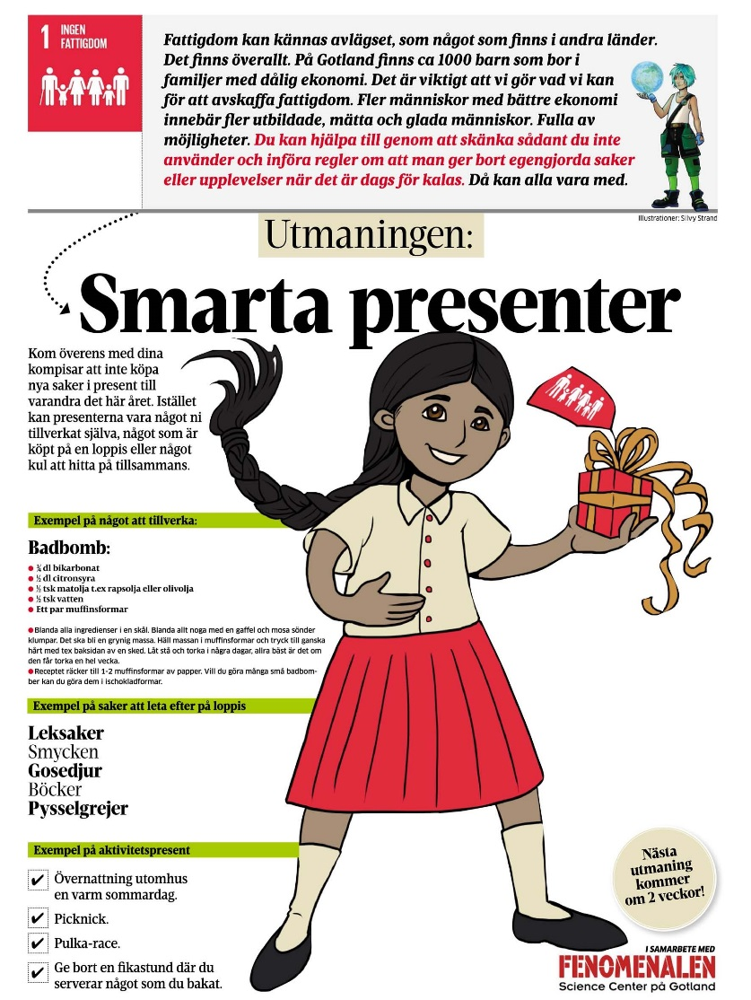 1 INGEN
FATTIGDOM
Fattigdom kan kännas avlägset, som något som finns i andra länder.
Det finns överallt. På Gotland finns ca 1000 barn som bor i
familjer med dålig ekonomi. Det är viktigt att vi gör vad vi kan
för att avskaffa fattigdom. Fler människor med bättre ekonomi
innebär fler utbildade, mätta och glada människor. Fulla av
möjligheter. Du kan hjälpa till genom att skänka sådant du inte
använder och införa regler om att man ger bort egengjorda saker
eller upplevelser när det är dags för kalas. Då kan alla vara med.
Illustrationer: Silvy Strand
Utmaningen:
Smarta presenter
Kom överens med dina
kompisar att inte köpa
nya saker i present till
varandra det här året. Istället
kan presenterna vara något ni
tillverkat själva, något som är
köpt på en loppis eller något
kul att hitta på tillsammans.
Exempel på något att tillverka:
Badbomb:
● ¾ dl bikarbonat
● ½ dl citronsyra
● ½ tsk matolja t.ex rapsolja eller olivolja
● ½ tsk vatten
● Ett par muffinsformar
● Blanda alla ingredienser i en skål. Blanda allt noga med en gaffel och mosa sönder
klumpar. Det ska bli en grynig massa. Häll massan i muffinsformar och tryck till ganska
hårt med tex baksidan av en sked. Låt stå och torka i några dagar, allra bäst är det om
den får torka en hel vecka.
● Receptet räcker till 1-2 muffinsformar av papper. Vill du göra många små badbom-
ber kan du göra dem i ischokladformar.
Exempel på saker att leta efter på loppis
Leksaker
Smycken
Gosedjur
Böcker
Pysselgrejer
Exempel på aktivitetspresent
✔ Övernattning utomhus
en varm sommardag.
✔ Picknick.
✔ Pulka-race.
✔ Ge bort en fikastund där du
serverar något som du bakat.
Nästa
utmaning
kommer
om 2 veckor!
I SAMARBETE MED
FENOMENALEN
Science Center på Gotland